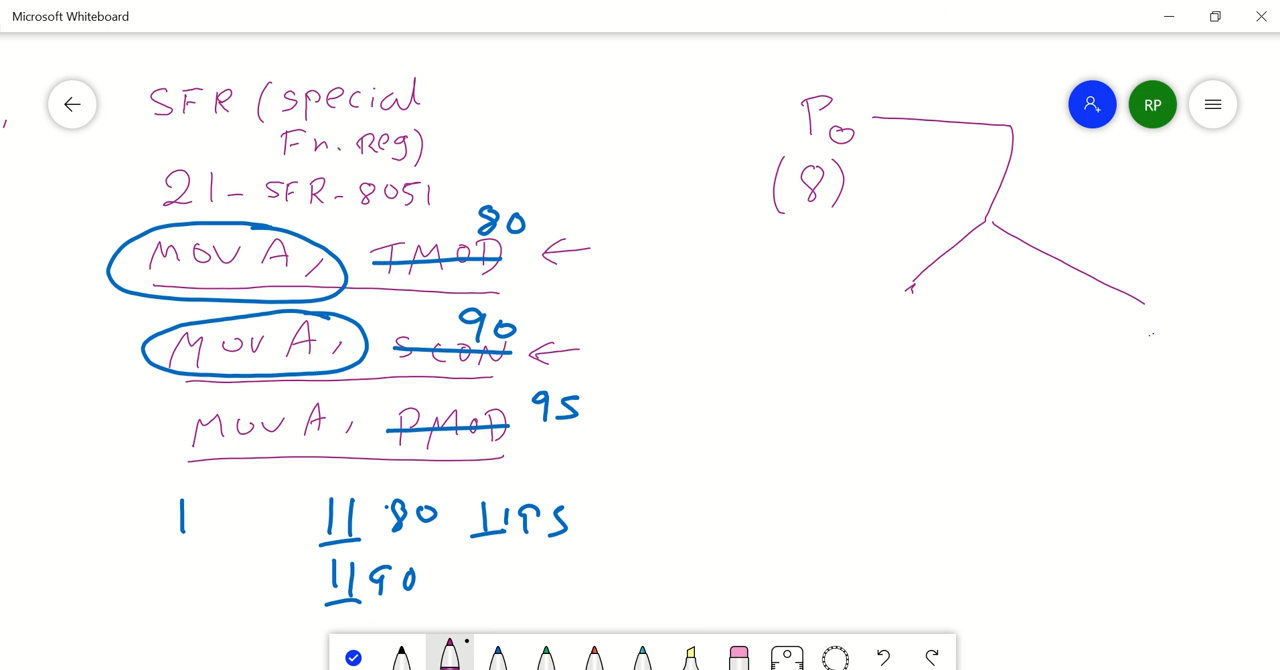 Microsoft Whiteboard
SFR (special
Fn. Reg)
21 - SFR - 8051
80
MOV A, TMOD ←
90
MOV A, SCON ←
95
MOV A, PMOD
1 11 80 1195
1190
P0
(8)
RP